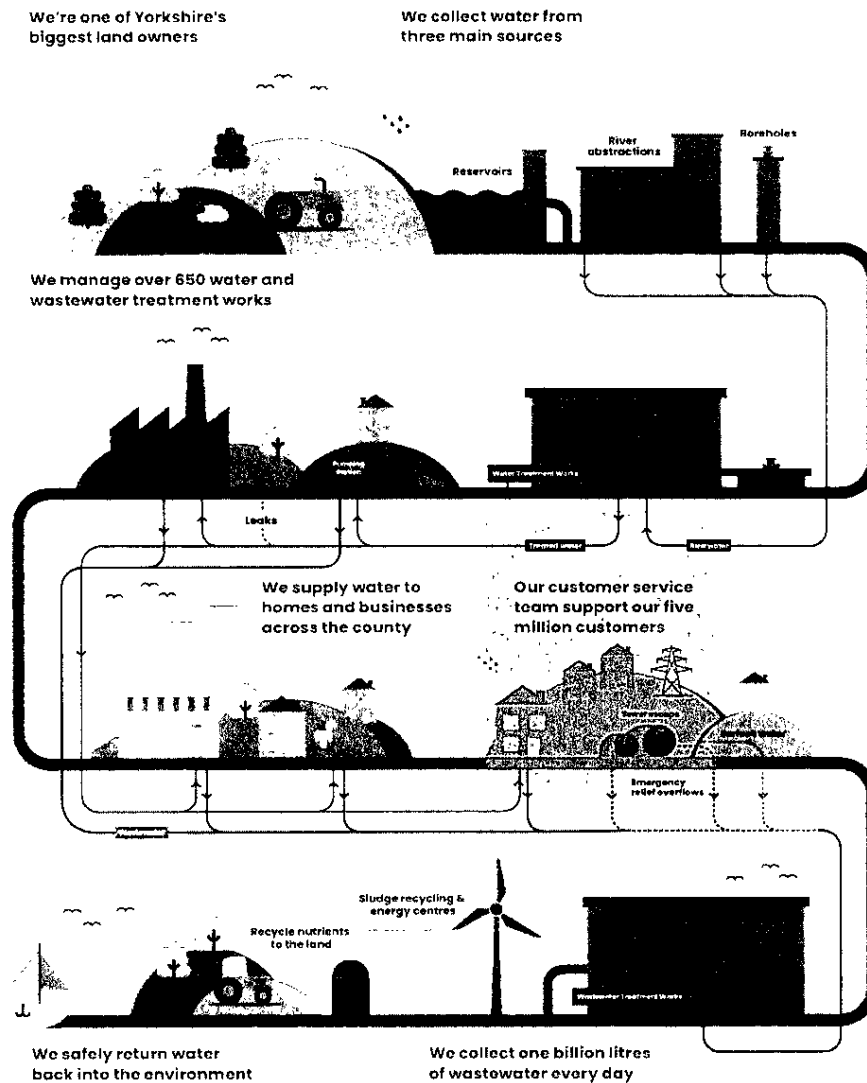 We're one of Yorkshire's
biggest land owners
We collect water from
three main sources
Reservoirs
River
abstractions
Boreholes
We manage over 650 water and
wastewater treatment works
Pumping
station
Water Treatment Works
Leaks
Treated water
Raw water
We supply water to
homes and businesses
across the county
Our customer service
team support our five
million customers
Surface water
Emergency
relief overflows
Sludge recycling &
energy centres
Recycle nutrients
to the land
Wastewater Treatment Works
We safely return water
back into the environment
We collect one billion litres
of wastewater every day